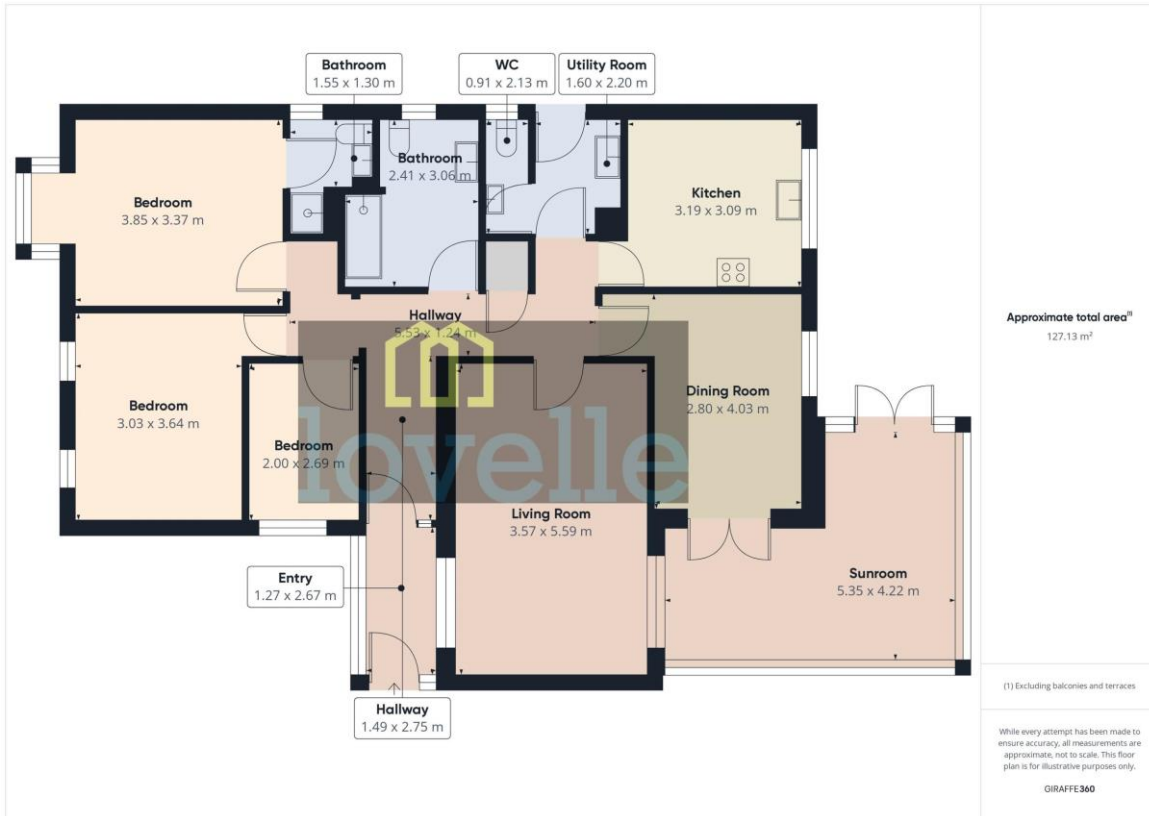 Bathroom
1.55 x 1.30 m
WC
0.91 x 2.13 m
Utility Room
1.60 x 2.20 m
Bathroom
2.41 x 3.06 m
Bedroom
3.85 x 3.37 m
Kitchen
3.19 x 3.09 m
Hallway
5.53 x 1.24 m
Approximate total area(1)
127.13 m²
Bedroom
3.03 x 3.64 m
Dining Room
2.80 x 4.03 m
Bedroom
2.00 x 2.69 m
lovelle
Living Room
3.57 x 5.59 m
Entry
1.27 x 2.67 m
Sunroom
5.35 x 4.22 m
Hallway
1.49 x 2.75 m
(1) Excluding balconies and terraces
While every attempt has been made to
ensure accuracy, all measurements are
approximate, not to scale. This floor
plan is for illustrative purposes only.
GIRAFFE360